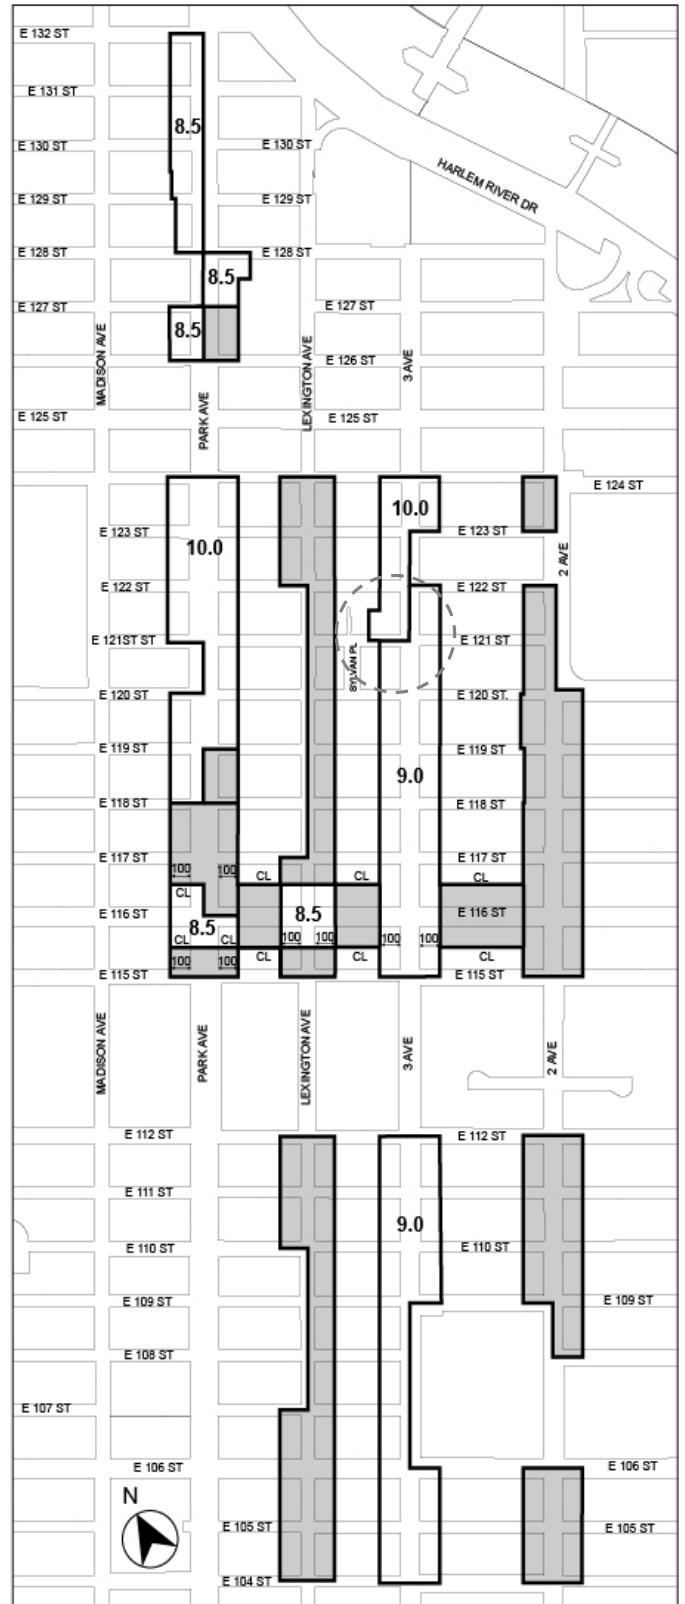 E 132 ST
E 131 ST
8.5
E 130 ST
E 130 ST
HARLEM RIVER DR
E 129 ST
E 129 ST
E 128 ST
E 128 ST
8.5
E 127 ST
E 127 ST
8.5
MADISON AVE
LEXINGTON AVE
3 AVE
E 126 ST
PARK AVE
E 125 ST
E 125 ST
E 124 ST
10.0
E 123 ST
E 123 ST
10.0
2 AVE
E 122 ST
E 122 ST
E 121ST ST
E 121 ST
SYLVAN PL
E 120 ST
E 120 ST.
E 119 ST
E 119 ST
9.0
E 118 ST
E 118 ST
E 117 ST
E 117 ST
100
100
CL
CL
CL
CL
E 116 ST
8.5
E 116 ST
8.5
CL
CL
100
100
100
100
100
100
CL
CL
CL
E 115 ST
E 115 ST
MADISON AVE
PARK AVE
LEXINGTON AVE
3 AVE
2 AVE
E 112 ST
E 112 ST
E 111 ST
9.0
E 110 ST
E 110 ST
E 109 ST
E 109 ST
E 108 ST
E 107 ST
E 106 ST
E 106 ST
N
E 105 ST
E 105 ST
E 104 ST